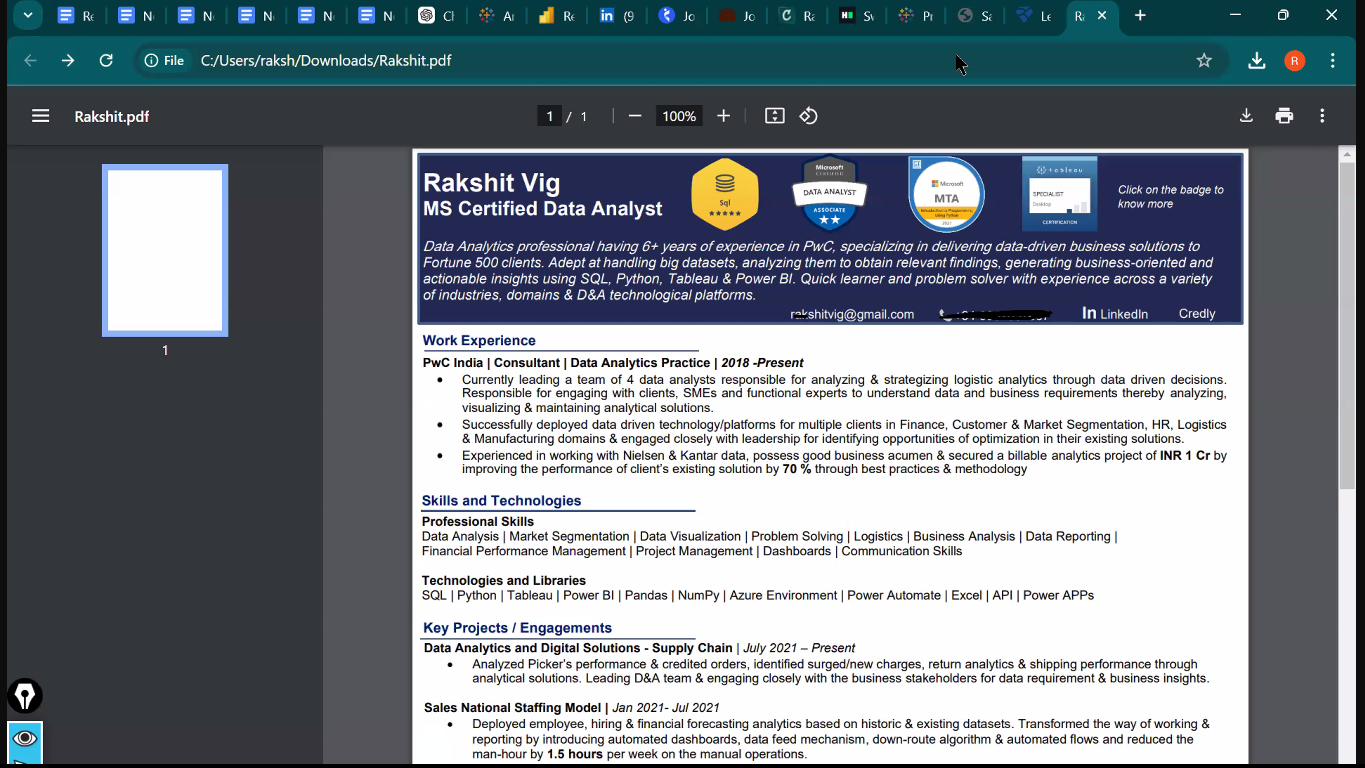 Re
No
No
No
No
No
Cl
Ar
Re
(9
Jo
Jo
Ra
Sv
Pr
Sa
Le
Ra
File C:/Users/raksh/Downloads/Rakshit.pdf
R
Rakshit.pdf
1 / 1
100%
1
Rakshit Vig
MS Certified Data Analyst
Sql
Microsoft
CERTIFIED
DATA ANALYST
ASSOCIATE
Microsoft
MTA
Introduction to Programming
Using Python
2021
tableau
SPECIALIST
Desktop
CERTIFICATION
Click on the badge to
know more
Data Analytics professional having 6+ years of experience in PwC, specializing in delivering data-driven business solutions to
Fortune 500 clients. Adept at handling big datasets, analyzing them to obtain relevant findings, generating business-oriented and
actionable insights using SQL, Python, Tableau & Power BI. Quick learner and problem solver with experience across a variety
of industries, domains & D&A technological platforms.
rakshitvig@gmail.com
In LinkedIn
Credly
Work Experience
PwC India | Consultant | Data Analytics Practice | 2018 -Present
• Currently leading a team of 4 data analysts responsible for analyzing & strategizing logistic analytics through data driven decisions.
Responsible for engaging with clients, SMEs and functional experts to understand data and business requirements thereby analyzing,
visualizing & maintaining analytical solutions.
• Successfully deployed data driven technology/platforms for multiple clients in Finance, Customer & Market Segmentation, HR, Logistics
& Manufacturing domains & engaged closely with leadership for identifying opportunities of optimization in their existing solutions.
• Experienced in working with Nielsen & Kantar data, possess good business acumen & secured a billable analytics project of INR 1 Cr by
improving the performance of client's existing solution by 70 % through best practices & methodology
Skills and Technologies
Professional Skills
Data Analysis | Market Segmentation | Data Visualization | Problem Solving | Logistics | Business Analysis | Data Reporting |
Financial Performance Management | Project Management | Dashboards | Communication Skills
Technologies and Libraries
SQL | Python | Tableau | Power BI | Pandas | NumPy | Azure Environment | Power Automate | Excel | API | Power APPs
Key Projects / Engagements
Data Analytics and Digital Solutions - Supply Chain | July 2021 – Present
• Analyzed Picker's performance & credited orders, identified surged/new charges, return analytics & shipping performance through
analytical solutions. Leading D&A team & engaging closely with the business stakeholders for data requirement & business insights.
Sales National Staffing Model | Jan 2021- Jul 2021
• Deployed employee, hiring & financial forecasting analytics based on historic & existing datasets. Transformed the way of working &
reporting by introducing automated dashboards, data feed mechanism, down-route algorithm & automated flows and reduced the
man-hour by 1.5 hours per week on the manual operations.